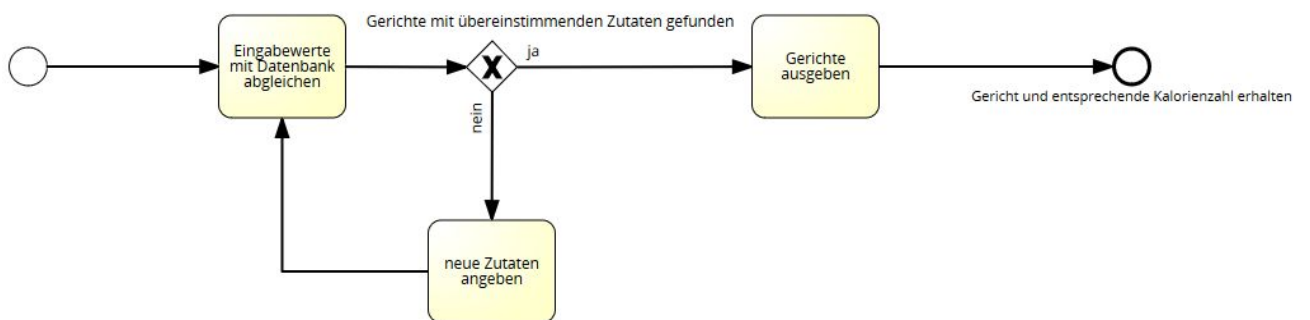 Gerichte mit übereinstimmenden Zutaten gefunden
Eingabewerte
mit Datenbank
abgleichen
ja
Gerichte
ausgeben
Gericht und entsprechende Kalorienzahl erhalten
nein
neue Zutaten
angeben